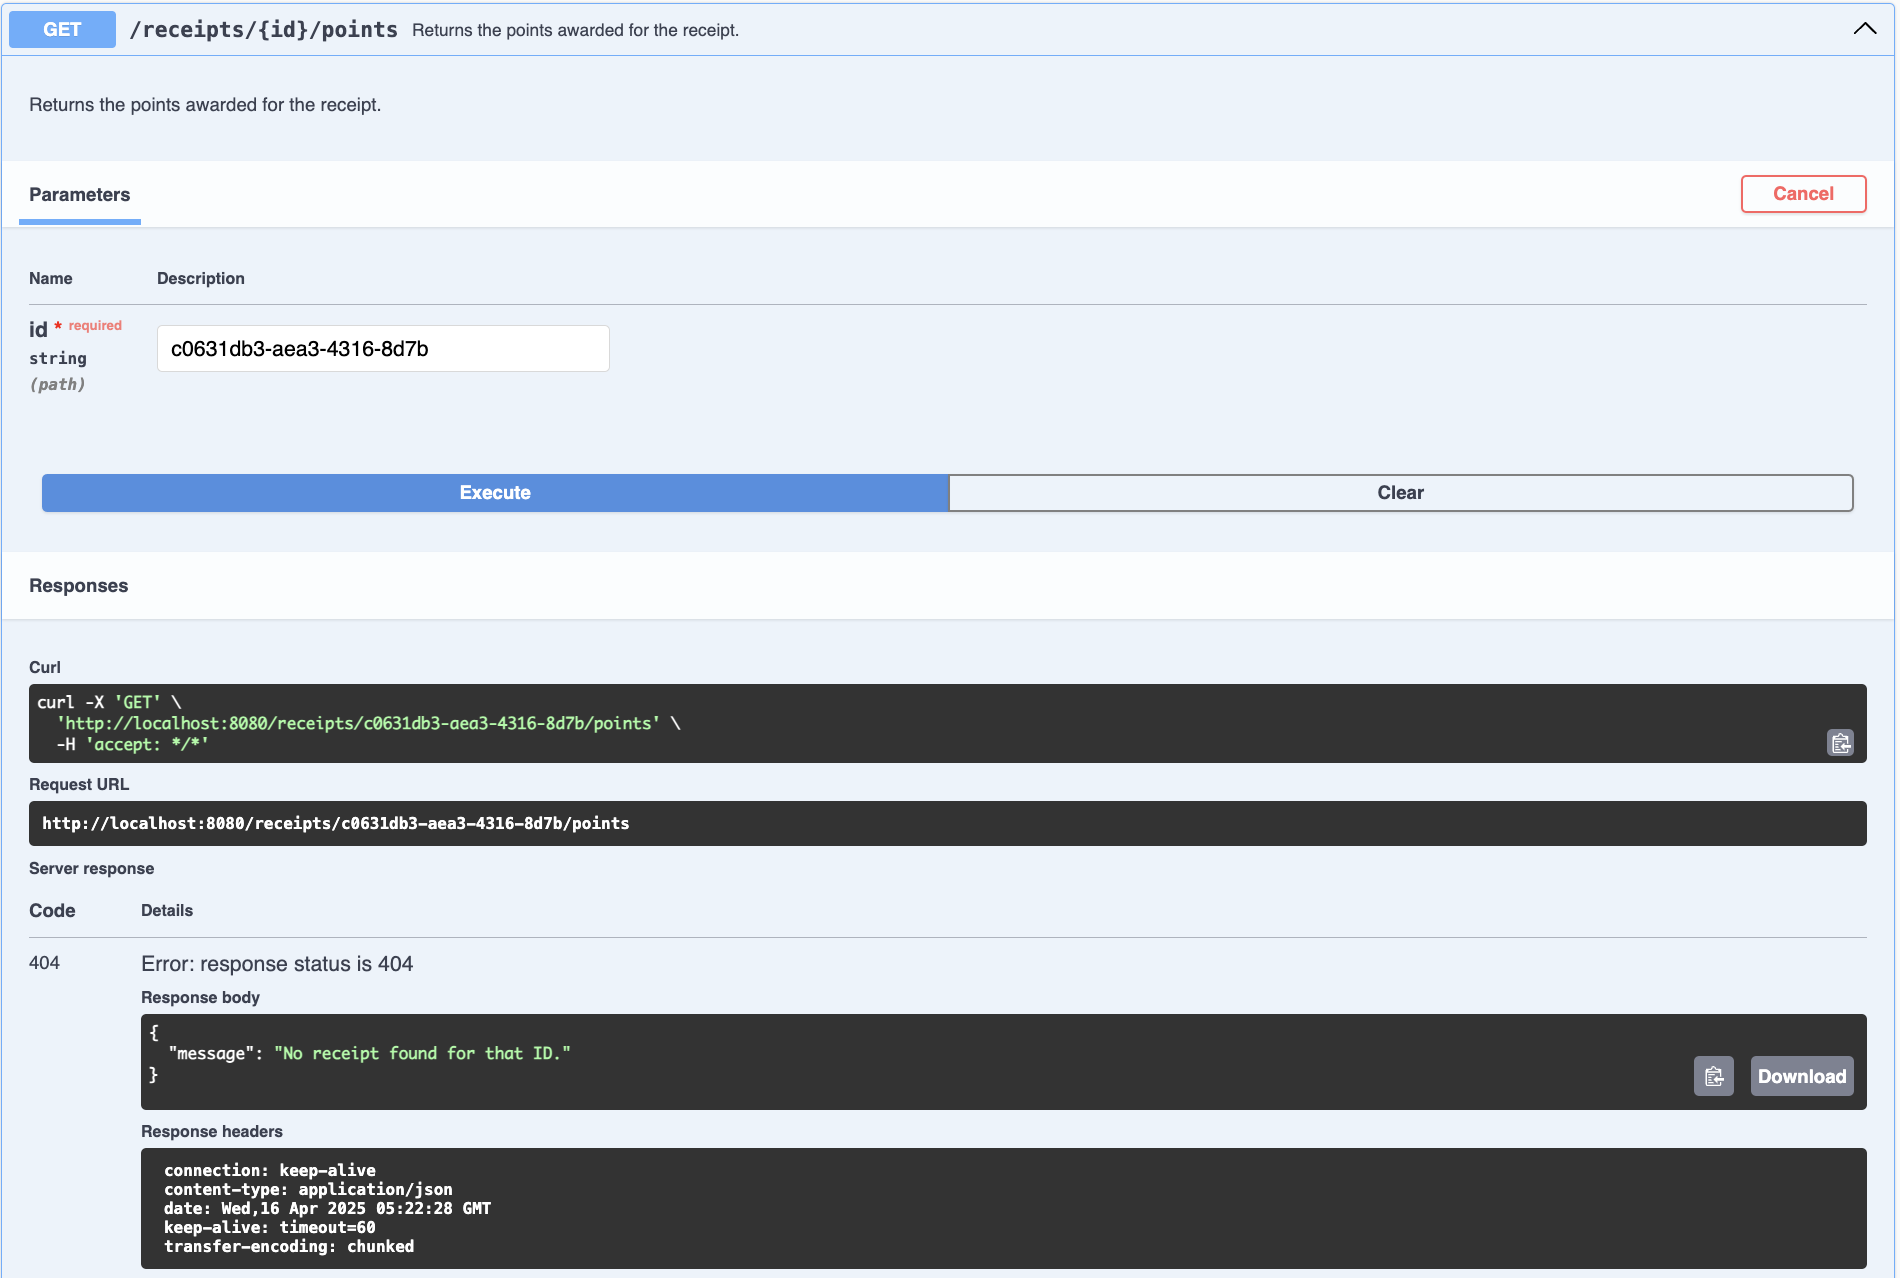 GET /receipts/{id}/points Returns the points awarded for the receipt.
Returns the points awarded for the receipt.
Parameters
Cancel
Name Description
id * required
string
(path)
c0631db3-aea3-4316-8d7b
Execute Clear
Responses
Curl
curl -X 'GET' \
'http://localhost:8080/receipts/c0631db3-aea3-4316-8d7b/points' \
-H 'accept: */*'
Request URL
http://localhost:8080/receipts/c0631db3-aea3-4316-8d7b/points
Server response
Code Details
404 Error: response status is 404
Response body
{
"message": "No receipt found for that ID."
}
Download
Response headers
connection: keep-alive
content-type: application/json
date: Wed,16 Apr 2025 05:22:28 GMT
keep-alive: timeout=60
transfer-encoding: chunked